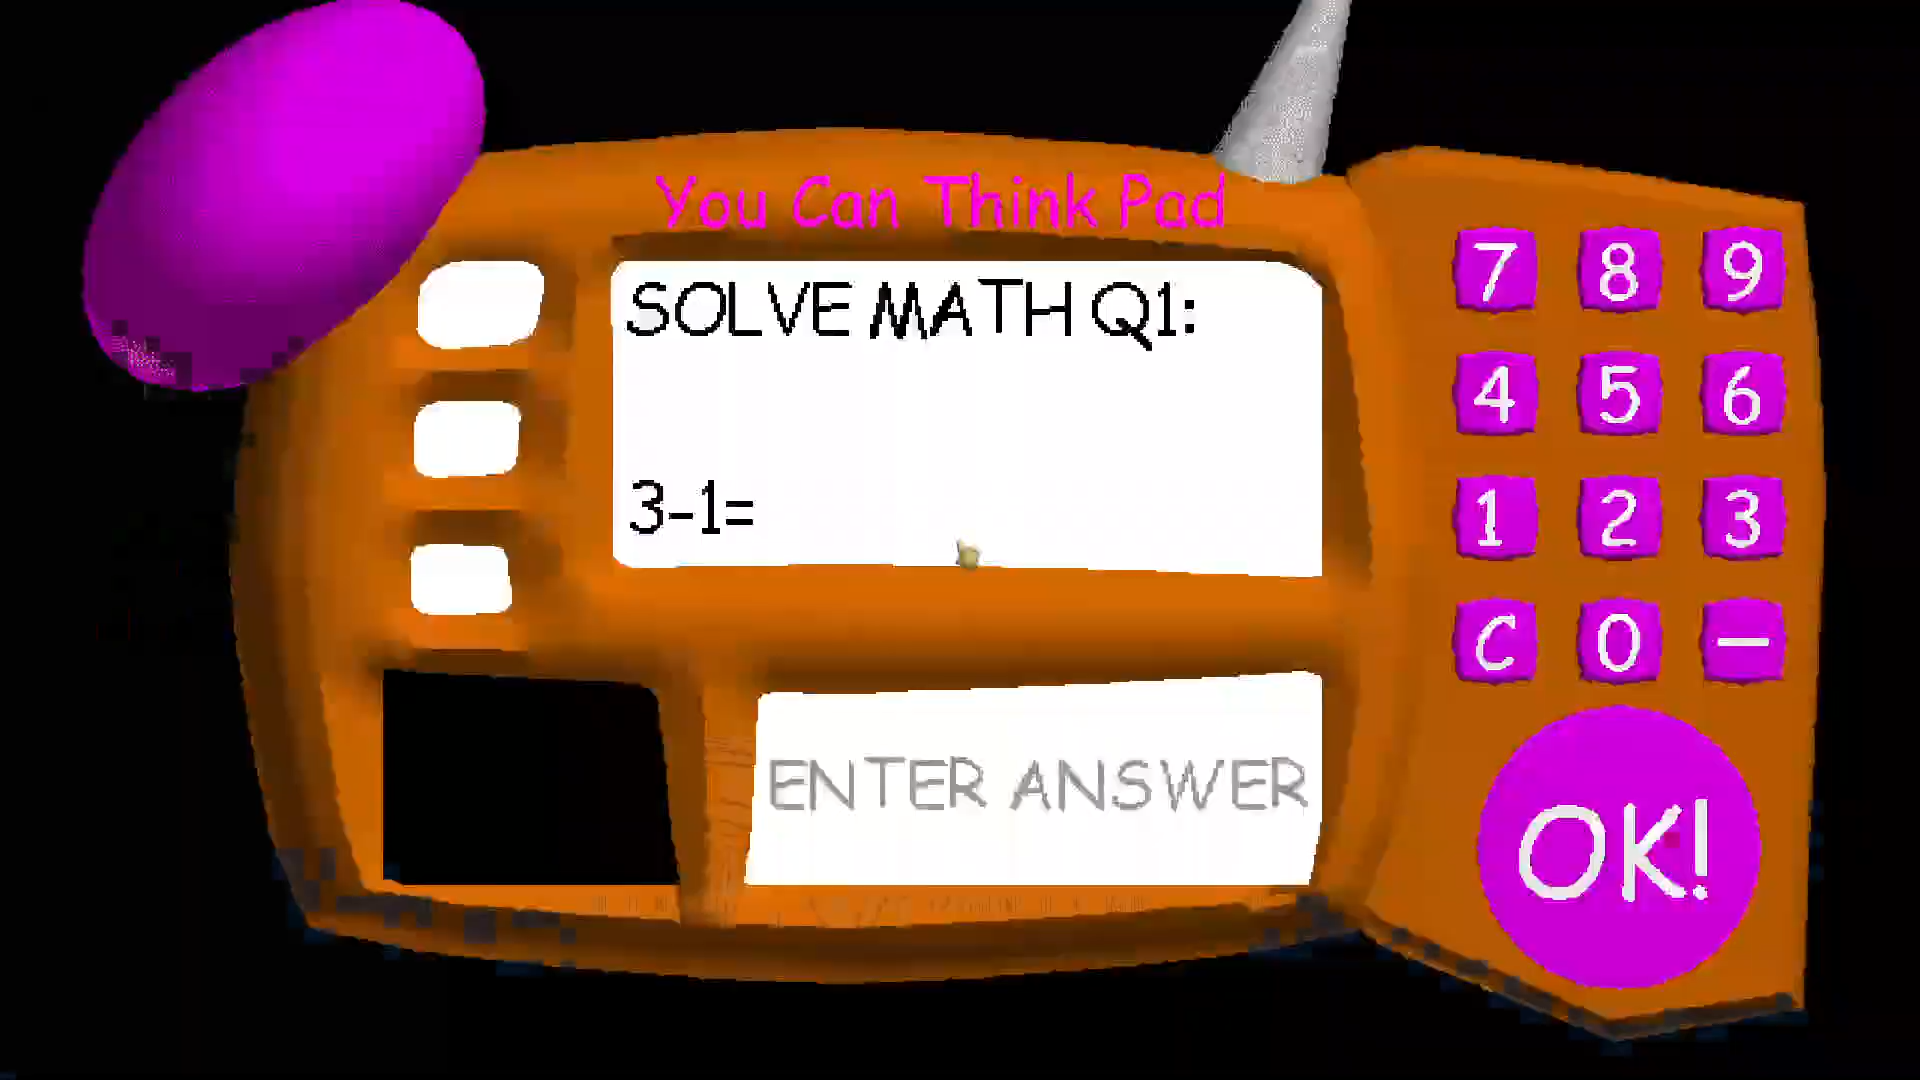 You Can Think Pad
SOLVE MATH Q1:
3-1=
ENTER ANSWER
7 8 9
4 5 6
1 2 3
C 0 –
OK!